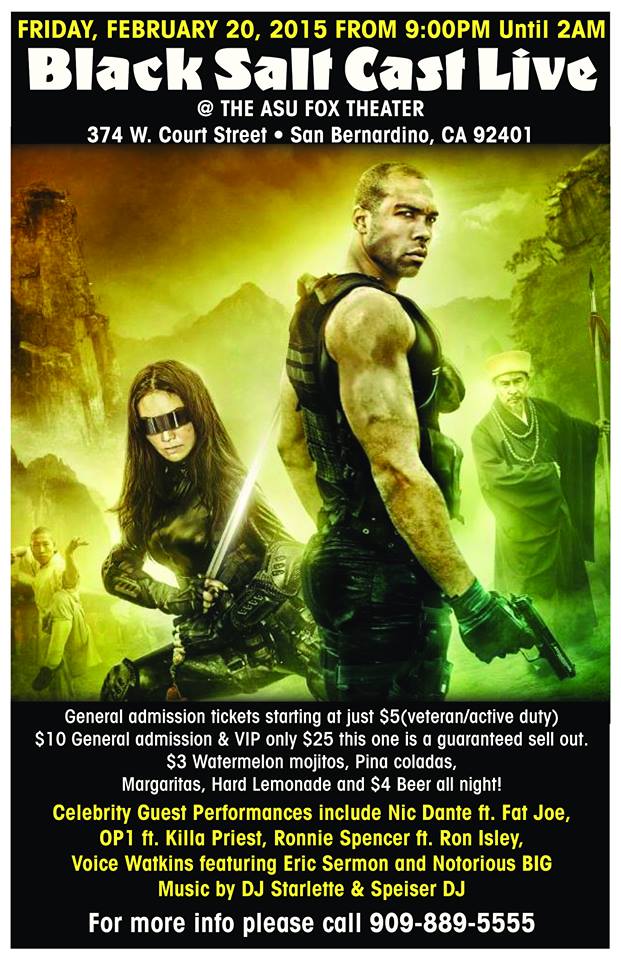 FRIDAY, FEBRUARY 20, 2015 FROM 9:00PM Until 2AM
Black Salt Cast Live
@ THE ASU FOX THEATER
374 W. Court Street • San Bernardino, CA 92401
General admission tickets starting at just $5(veteran/active duty)
$10 General admission & VIP only $25 this one is a guaranteed sell out.
$3 Watermelon mojitos, Pina coladas,
Margaritas, Hard Lemonade and $4 Beer all night!
Celebrity Guest Performances include Nic Dante ft. Fat Joe,
OP1 ft. Killa Priest, Ronnie Spencer ft. Ron Isley,
Voice Watkins featuring Eric Sermon and Notorious BIG
Music by DJ Starlette & Speiser DJ
For more info please call 909-889-5555